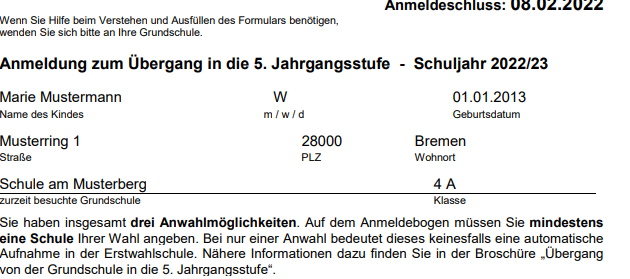 Anmeldeschluss: 08.02.2022
Wenn Sie Hilfe beim Verstehen und Ausfüllen des Formulars benötigen,
wenden Sie sich bitte an Ihre Grundschule.
Anmeldung zum Übergang in die 5. Jahrgangsstufe - Schuljahr 2022/23
Marie Mustermann W 01.01.2013
Name des Kindes m / w / d Geburtsdatum
Musterring 1 28000 Bremen
Straße PLZ Wohnort
Schule am Musterberg 4 A
zurzeit besuchte Grundschule Klasse
Sie haben insgesamt drei Anwahlmöglichkeiten. Auf dem Anmeldebogen müssen Sie mindestens
eine Schule Ihrer Wahl angeben. Bei nur einer Anwahl bedeutet dieses keinesfalls eine automatische
Aufnahme in der Erstwahlschule. Nähere Informationen dazu finden Sie in der Broschüre „Übergang
von der Grundschule in die 5. Jahrgangsstufe“.